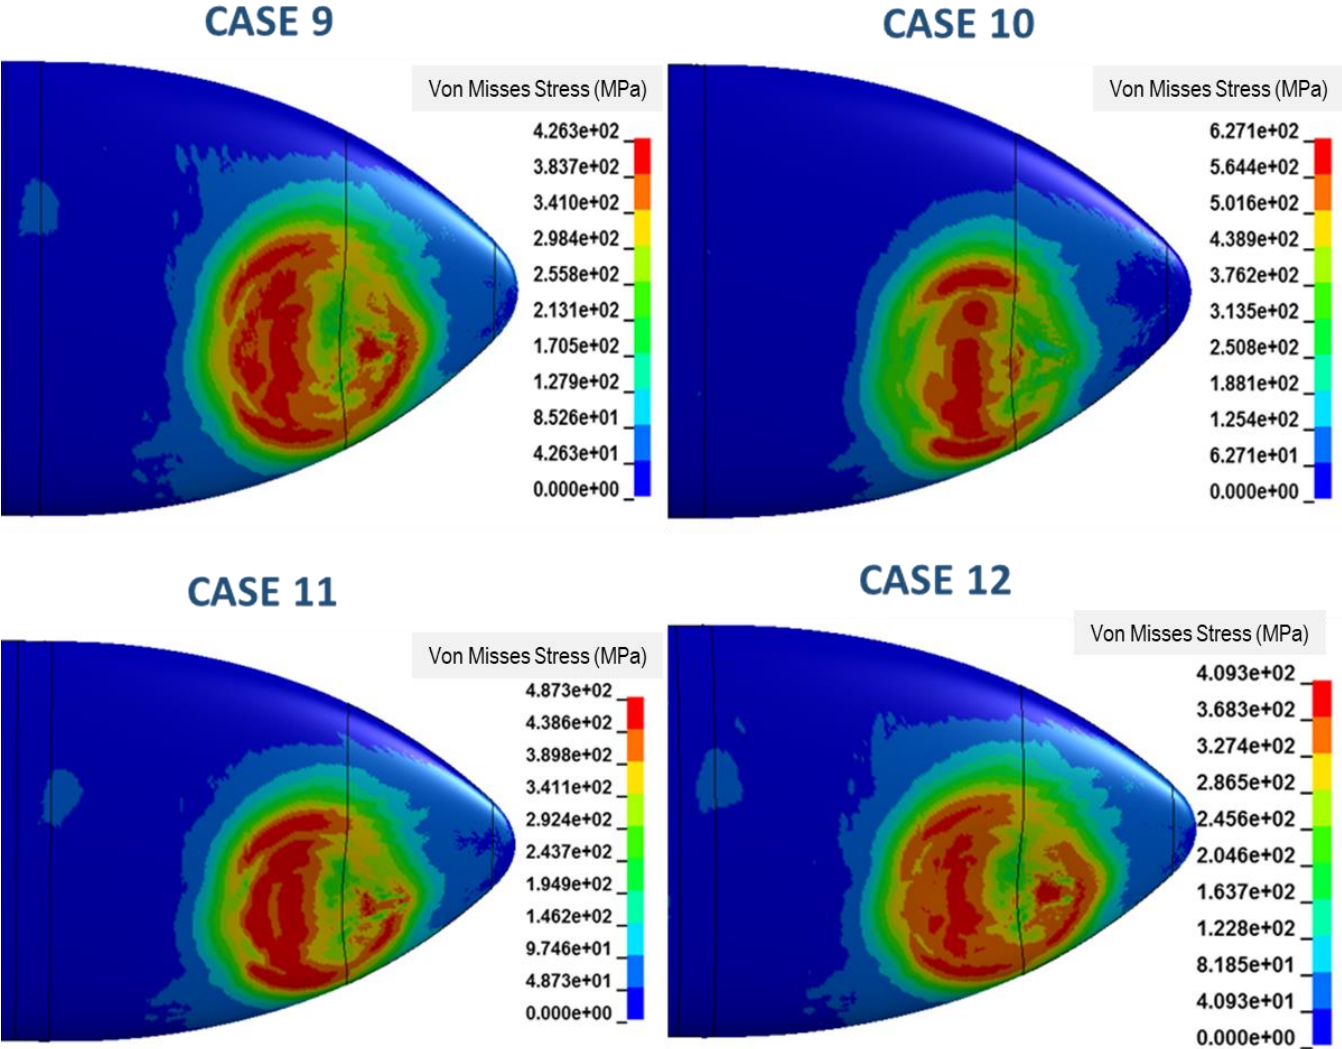 CASE 9
Von Misses Stress (MPa)
4.263e+02
3.837e+02
3.410e+02
2.984e+02
2.558e+02
2.131e+02
1.705e+02
1.279e+02
8.526e+01
4.263e+01
0.000e+00
CASE 10
Von Misses Stress (MPa)
6.271e+02
5.644e+02
5.016e+02
4.389e+02
3.762e+02
3.135e+02
2.508e+02
1.881e+02
1.254e+02
6.271e+01
0.000e+00
CASE 11
Von Misses Stress (MPa)
4.873e+02
4.386e+02
3.898e+02
3.411e+02
2.924e+02
2.437e+02
1.949e+02
1.462e+02
9.746e+01
4.873e+01
0.000e+00
CASE 12
Von Misses Stress (MPa)
4.093e+02
3.683e+02
3.274e+02
2.865e+02
2.456e+02
2.046e+02
1.637e+02
1.228e+02
8.185e+01
4.093e+01
0.000e+00